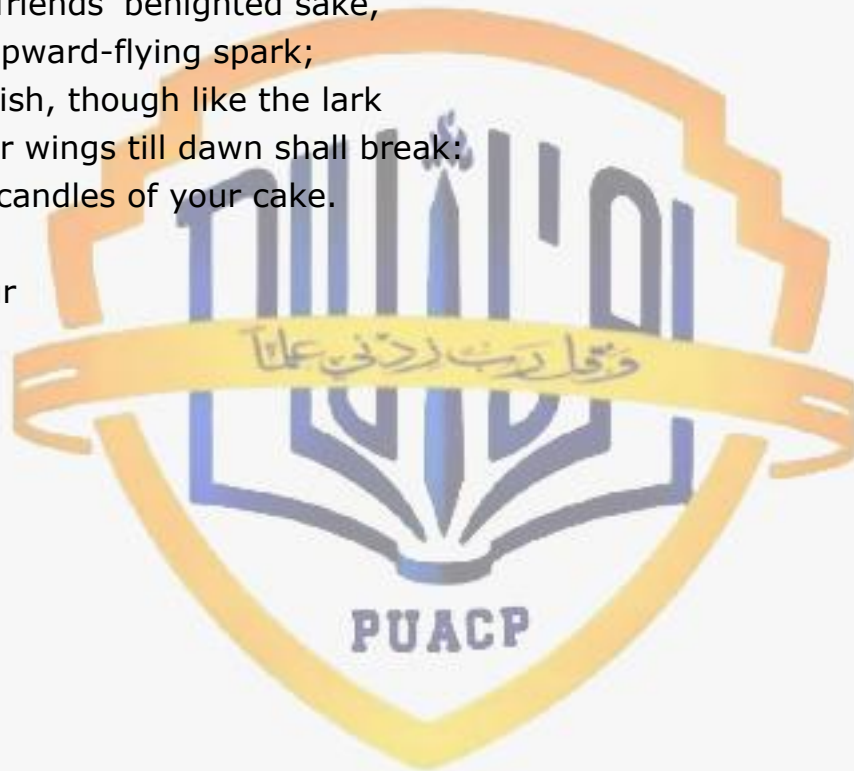 friends' benighted sake,
pward-flying spark;
ish, though like the lark
r wings till dawn shall break:
candles of your cake.
r
وقل رب زدني علماً
PUACP